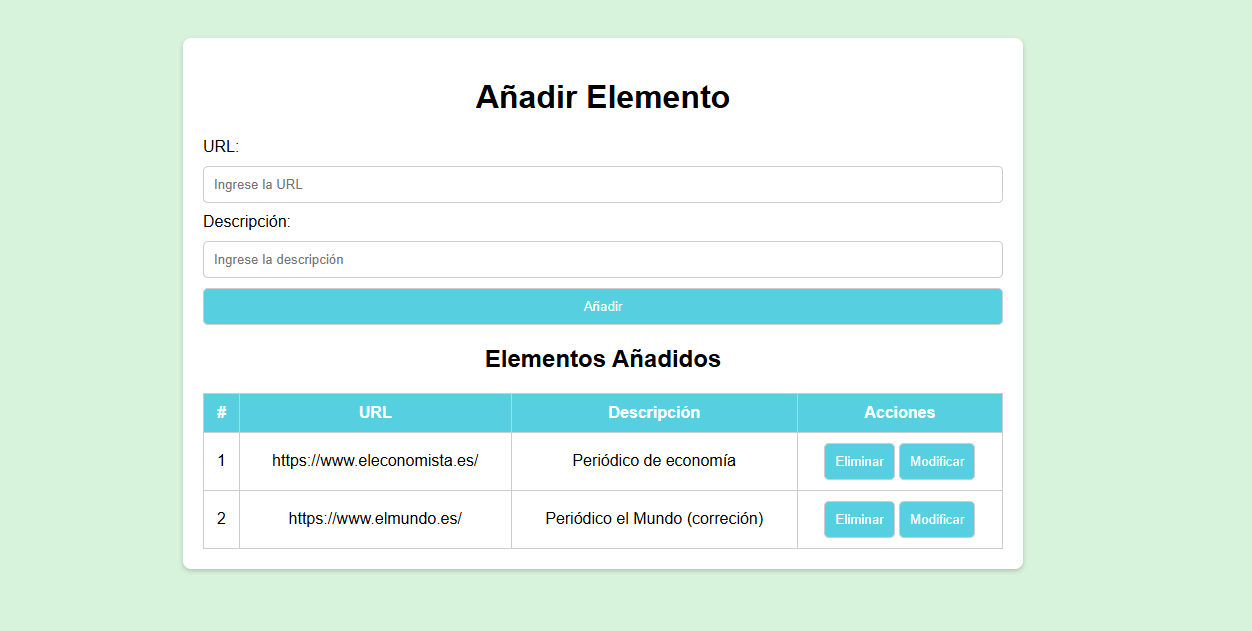 Añadir Elemento
URL:
Ingrese la URL
Descripción:
Ingrese la descripción
Añadir
Elementos Añadidos
# URL Descripción Acciones
1 https://www.eleconomista.es/ Periódico de economía Eliminar Modificar
2 https://www.elmundo.es/ Periódico el Mundo (correción) Eliminar Modificar